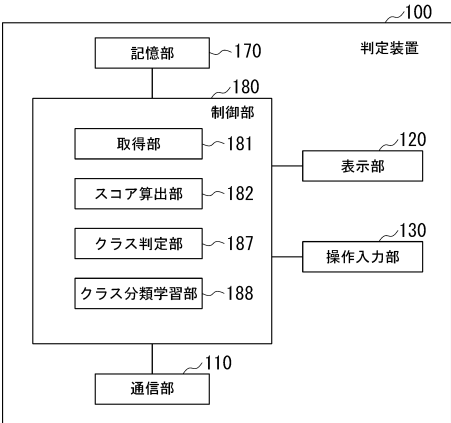 100
判定装置
記憶部 170
180
制御部
取得部 181
スコア算出部 182
クラス判定部 187
クラス分類学習部 188
120
表示部
130
操作入力部
110
通信部